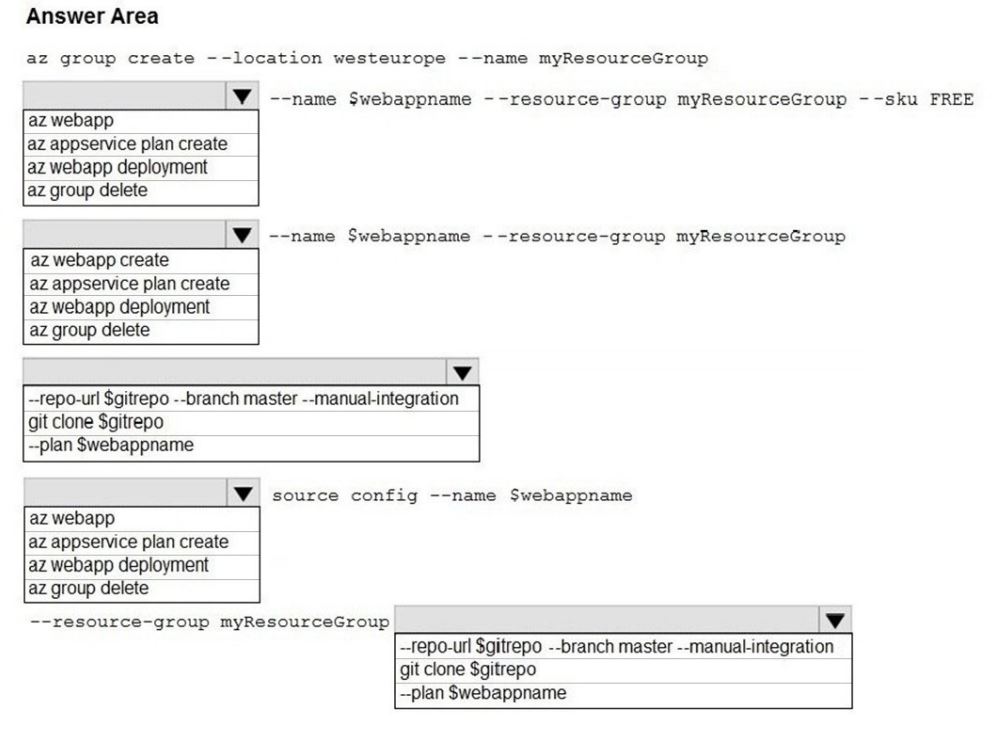 Answer Area
az group create --location westeurope --name myResourceGroup
--name $webappname --resource-group myResourceGroup --sku FREE
az webapp
az appservice plan create
az webapp deployment
az group delete
--name $webappname --resource-group myResourceGroup
az webapp create
az appservice plan create
az webapp deployment
az group delete
--repo-url $gitrepo --branch master --manual-integration
git clone $gitrepo
--plan $webappname
source config --name $webappname
az webapp
az appservice plan create
az webapp deployment
az group delete
--resource-group myResourceGroup
--repo-url $gitrepo --branch master --manual-integration
git clone $gitrepo
--plan $webappname